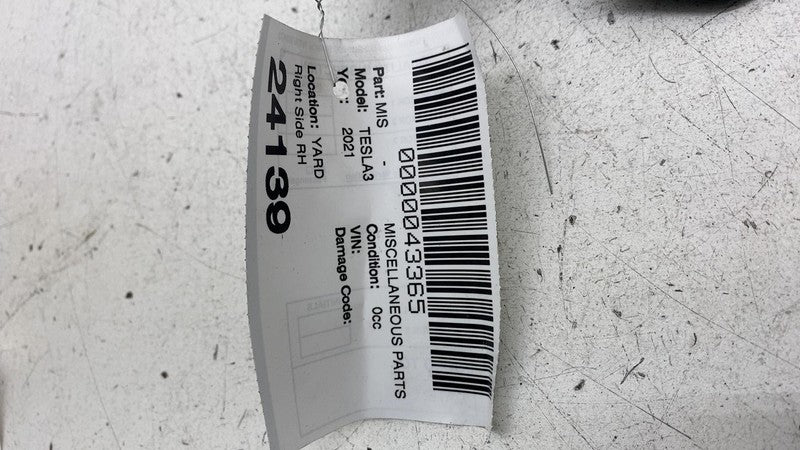 0000043365
Part: MIS - MISCELLANEOUS PARTS
Model: TESLA3 Condition: 0cc
2021 VIN:
Damage Code:
Location: YARD
Right Side RH
24139